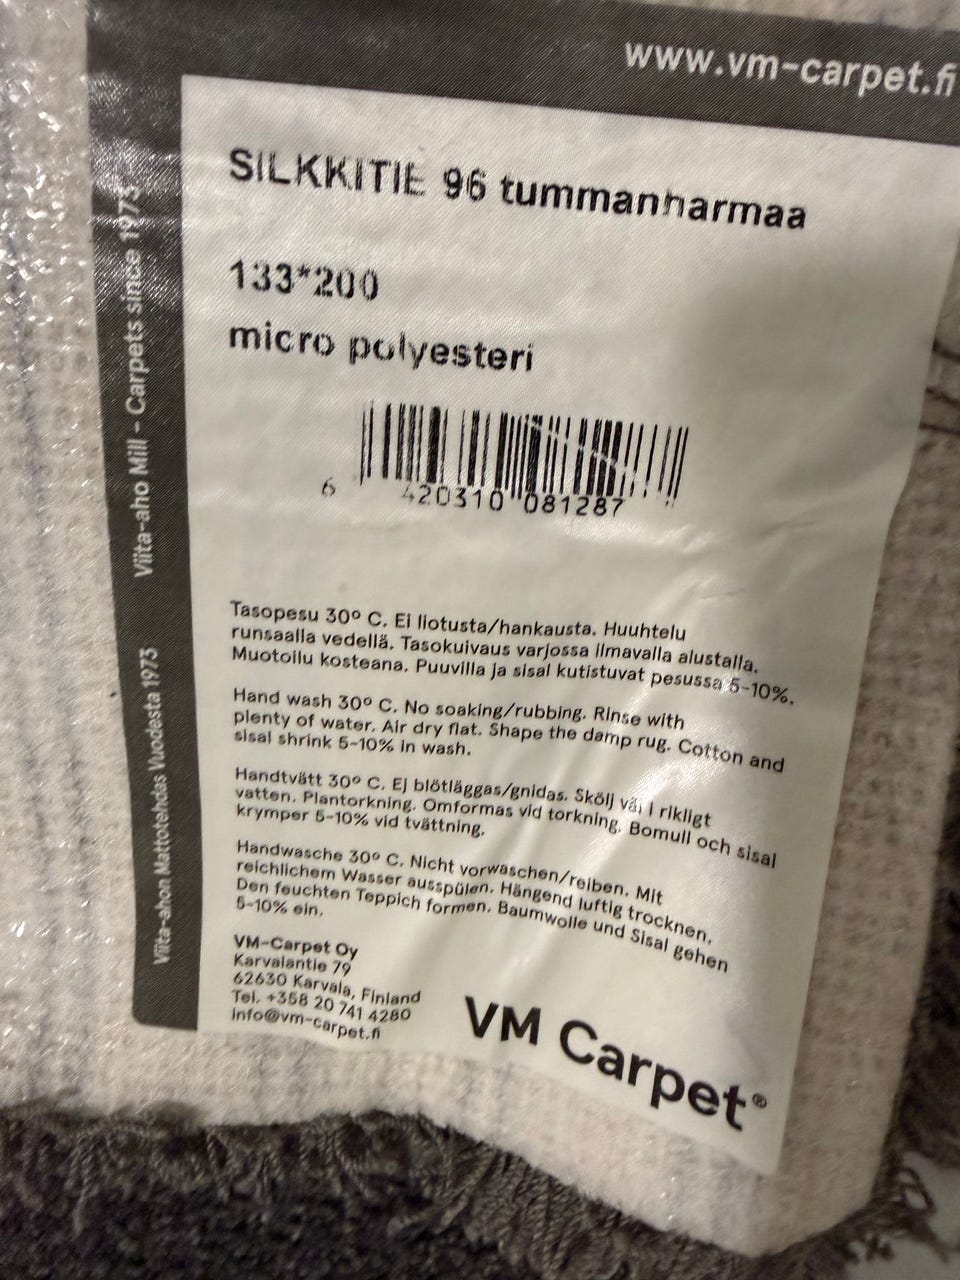 www.vm-carpet.fi
SILKKITIE 96 tummanharmaa
133*200
micro polyesteri
6 420310 081287
Tasopesu 30° C. Ei liotusta/hankausta. Huuhtelu
runsaalla vedellä. Tasokuivaus varjossa ilmavalla alustalla.
Muotoilu kosteana. Puuvilla ja sisal kutistuvat pesussa 5-10%.
Hand wash 30° C. No soaking/rubbing. Rinse with
plenty of water. Air dry flat. Shape the damp rug. Cotton and
sisal shrink 5-10% in wash.
Handtvätt 30° C. Ej blötläggas/gnidas. Skölj väl i rikligt
vatten. Plantorkning. Omformas vid torkning. Bomull och sisal
krymper 5-10% vid tvättning.
Handwasche 30° C. Nicht vorwaschen/reiben. Mit
reichlichem Wasser ausspülen. Hängend luftig trocknen.
Den feuchten Teppich formen. Baumwolle und Sisal gehen
5-10% ein.
VM-Carpet Oy
Karvalantie 79
62630 Karvala, Finland
Tel. +358 20 741 4280
info@vm-carpet.fi
VM Carpet®
Viita-ahon Mattotehdas Vuodesta 1973
Viita-aho Mill - Carpets since 1973